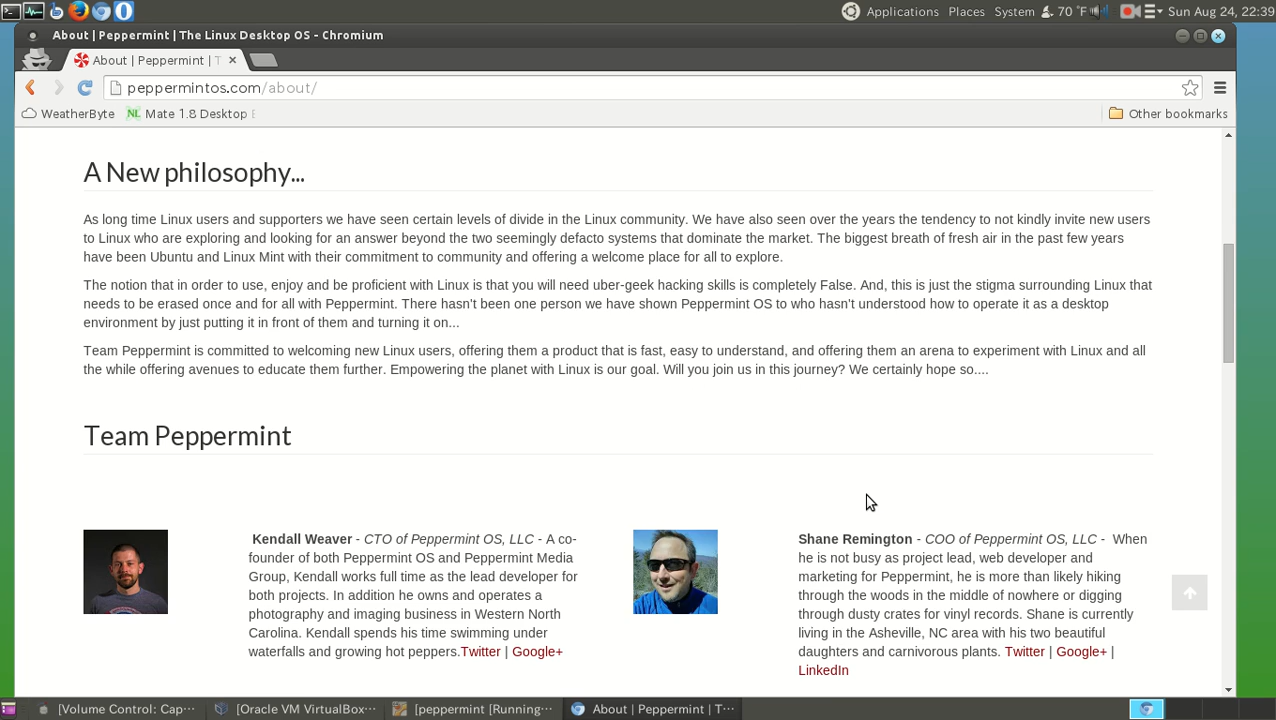 Applications Places System 70 °F Sun Aug 24, 22:39
About | Peppermint | The Linux Desktop OS - Chromium
About | Peppermint | T
peppermintos.com/about/
WeatherByte NL Mate 1.8 Desktop Other bookmarks
A New philosophy...
As long time Linux users and supporters we have seen certain levels of divide in the Linux community. We have also seen over the years the tendency to not kindly invite new users
to Linux who are exploring and looking for an answer beyond the two seemingly defacto systems that dominate the market. The biggest breath of fresh air in the past few years
have been Ubuntu and Linux Mint with their commitment to community and offering a welcome place for all to explore.
The notion that in order to use, enjoy and be proficient with Linux is that you will need uber-geek hacking skills is completely False. And, this is just the stigma surrounding Linux that
needs to be erased once and for all with Peppermint. There hasn't been one person we have shown Peppermint OS to who hasn't understood how to operate it as a desktop
environment by just putting it in front of them and turning it on...
Team Peppermint is committed to welcoming new Linux users, offering them a product that is fast, easy to understand, and offering them an arena to experiment with Linux and all
the while offering avenues to educate them further. Empowering the planet with Linux is our goal. Will you join us in this journey? We certainly hope so....
Team Peppermint
Kendall Weaver - CTO of Peppermint OS, LLC - A co-
founder of both Peppermint OS and Peppermint Media
Group, Kendall works full time as the lead developer for
both projects. In addition he owns and operates a
photography and imaging business in Western North
Carolina. Kendall spends his time swimming under
waterfalls and growing hot peppers.Twitter | Google+
Shane Remington - COO of Peppermint OS, LLC - When
he is not busy as project lead, web developer and
marketing for Peppermint, he is more than likely hiking
through the woods in the middle of nowhere or digging
through dusty crates for vinyl records. Shane is currently
living in the Asheville, NC area with his two beautiful
daughters and carnivorous plants. Twitter | Google+ |
LinkedIn
[Volume Control: Cap... [Oracle VM VirtualBox... [peppermint [Running... About | Peppermint | T...